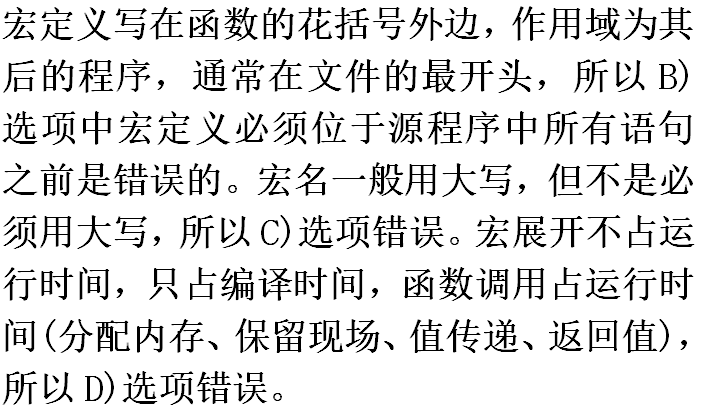 宏定义写在函数的花括号外边，作用域为其
后的程序，通常在文件的最开头，所以 B)
选项中宏定义必须位于源程序中所有语句
之前是错误的。宏名一般用大写，但不是必
须用大写，所以 C)选项错误。宏展开不占运
行时间，只占编译时间，函数调用占运行时
间(分配内存、保留现场、值传递、返回值)，
所以 D)选项错误。